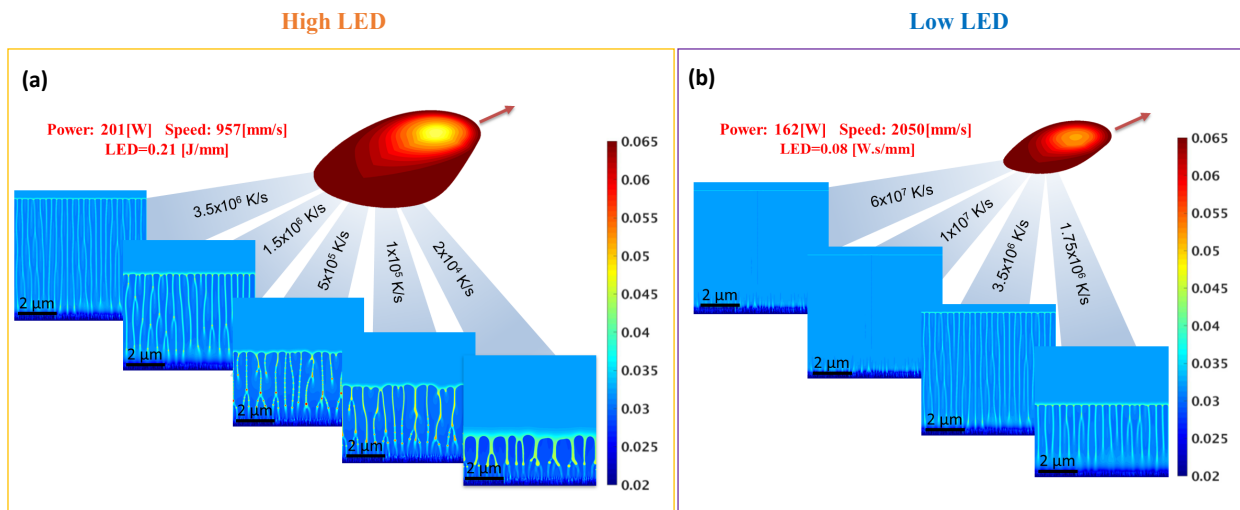 High LED
Low LED
(a)
Power: 201[W] Speed: 957[mm/s]
LED=0.21 [J/mm]
3.5x10⁶ K/s
1.5x10⁶ K/s
5x10⁵ K/s
1x10⁵ K/s
2x10⁴ K/s
2 µm
2 µm
2 µm
2 µm
2 µm
0.065
0.06
0.055
0.05
0.045
0.04
0.035
0.03
0.025
0.02
(b)
Power: 162[W] Speed: 2050[mm/s]
LED=0.08 [W.s/mm]
6x10⁷ K/s
1x10⁷ K/s
3.5x10⁶ K/s
1.75x10⁶ K/s
2 µm
2 µm
2 µm
2 µm
0.065
0.06
0.055
0.05
0.045
0.04
0.035
0.03
0.025
0.02